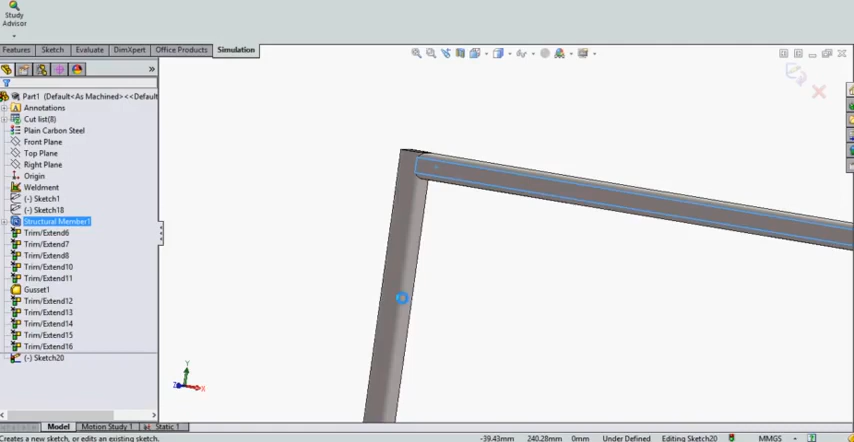 Study
Advisor
Features Sketch Evaluate DimXpert Office Products Simulation
Part1 (Default<As Machined><<Default
Annotations
Cut list(8)
Plain Carbon Steel
Front Plane
Top Plane
Right Plane
Origin
Weldment
(-) Sketch1
(-) Sketch18
Structural Member1
Trim/Extend6
Trim/Extend7
Trim/Extend8
Trim/Extend10
Trim/Extend11
Gusset1
Trim/Extend12
Trim/Extend13
Trim/Extend14
Trim/Extend15
Trim/Extend16
(-) Sketch20
Y
Z X
Model Motion Study 1 Static 1
Creates a new sketch, or edits an existing sketch. -39.43mm 240.28mm 0mm Under Defined Editing Sketch20 MMGS